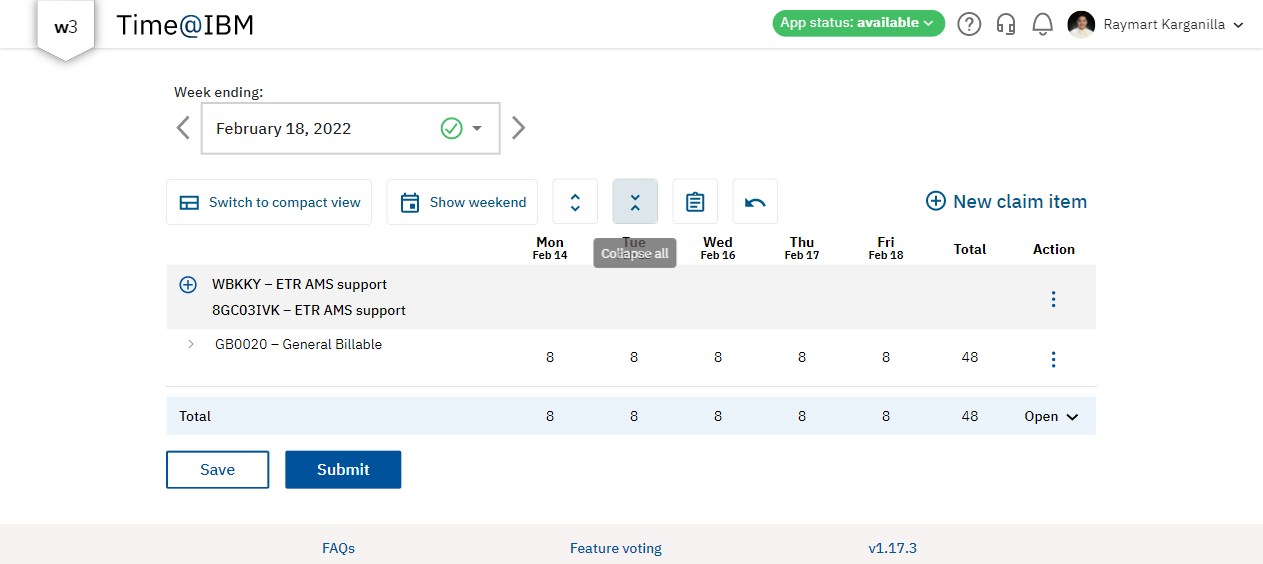 w3
Time@IBM
App status: available
Raymart Karganilla
Week ending:
February 18, 2022
Switch to compact view
Show weekend
New claim item
Mon Tue Wed Thu Fri Total Action
Feb 14 Feb 16 Feb 17 Feb 18
Collapse all
WBKKY – ETR AMS support
8GC03IVK – ETR AMS support
GB0020 – General Billable
8 8 8 8 8 48
Total 8 8 8 8 8 48 Open
Save Submit
FAQs Feature voting v1.17.3